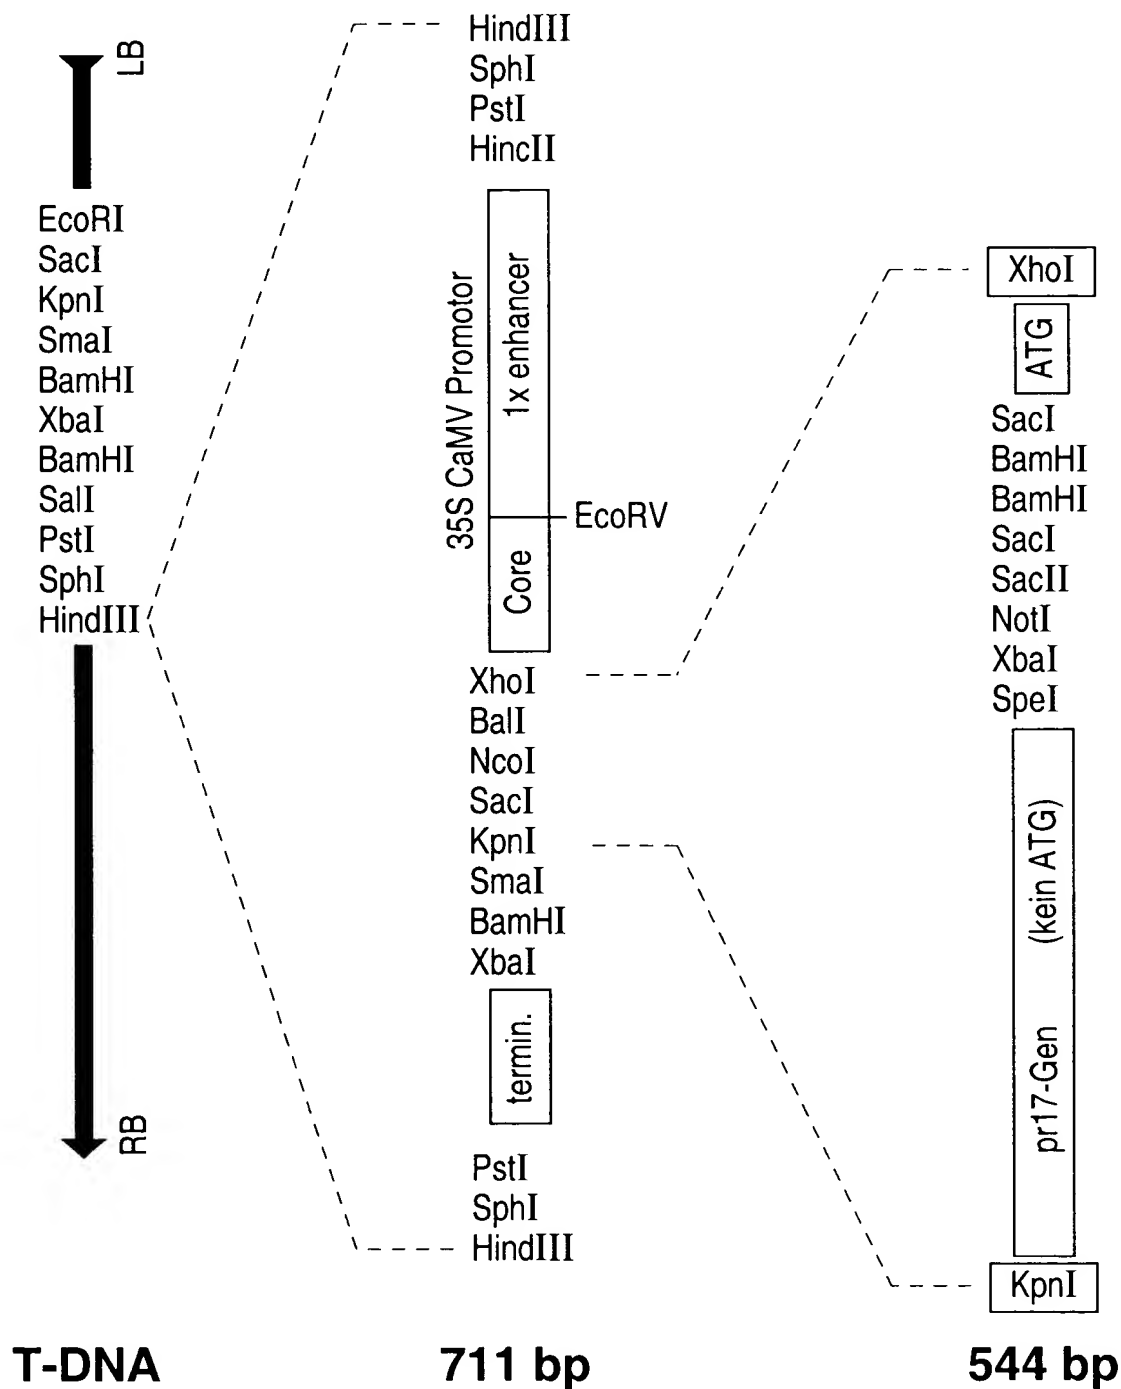 LB
EcoRI
SacI
KpnI
SmaI
BamHI
XbaI
BamHI
SalI
PstI
SphI
HindIII
RB
T-DNA
HindIII
SphI
PstI
HincII
35S CaMV Promotor
1x enhancer
EcoRV
Core
XhoI
BalI
NcoI
SacI
KpnI
SmaI
BamHI
XbaI
termin.
PstI
SphI
HindIII
711 bp
XhoI
ATG
SacI
BamHI
BamHI
SacI
SacII
NotI
XbaI
SpeI
pr17-Gen (kein ATG)
KpnI
544 bp